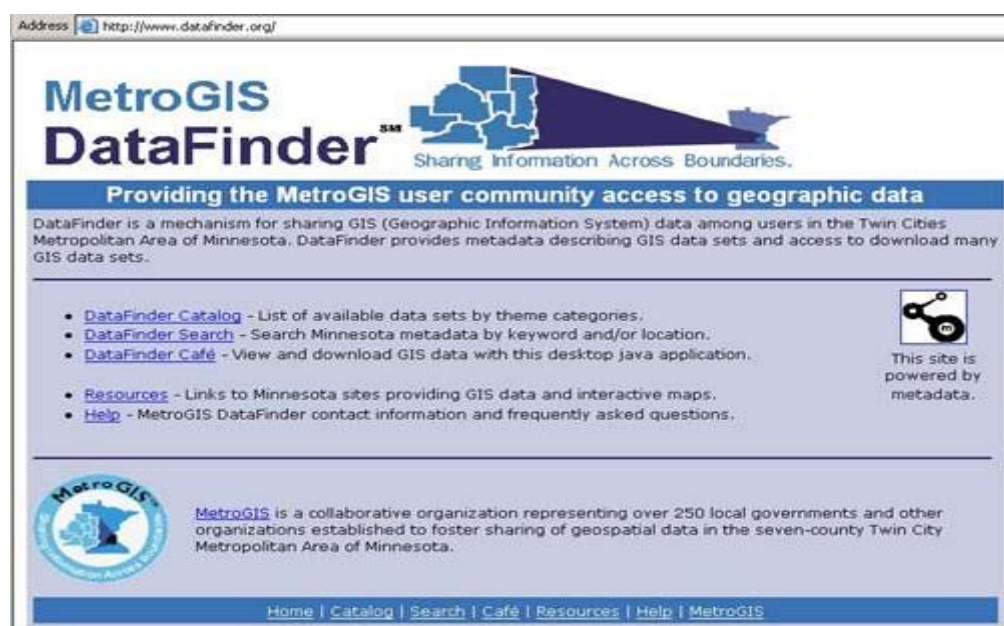 Address http://www.datafinder.org/
MetroGIS
DataFinder SM
Sharing Information Across Boundaries.
Providing the MetroGIS user community access to geographic data
DataFinder is a mechanism for sharing GIS (Geographic Information System) data among users in the Twin Cities
Metropolitan Area of Minnesota. DataFinder provides metadata describing GIS data sets and access to download many
GIS data sets.
• DataFinder Catalog - List of available data sets by theme categories.
• DataFinder Search - Search Minnesota metadata by keyword and/or location.
• DataFinder Café - View and download GIS data with this desktop java application.
• Resources - Links to Minnesota sites providing GIS data and interactive maps.
• Help - MetroGIS DataFinder contact information and frequently asked questions.
m
This site is
powered by
metadata.
MetroGIS
Sharing Information Across Boundaries
MetroGIS is a collaborative organization representing over 250 local governments and other
organizations established to foster sharing of geospatial data in the seven-county Twin City
Metropolitan Area of Minnesota.
Home | Catalog | Search | Café | Resources | Help | MetroGIS